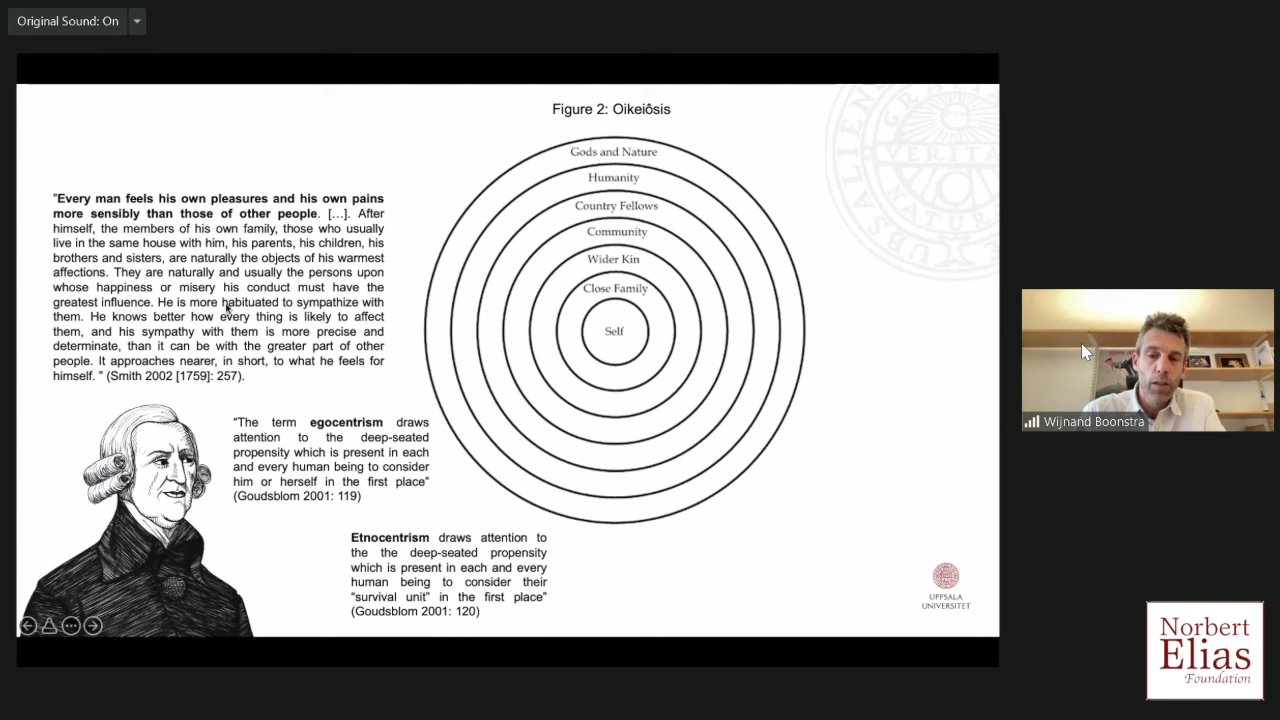 Original Sound: On
Figure 2: Oikeiôsis
Gods and Nature
Humanity
Country Fellows
Community
Wider Kin
Close Family
Self
"Every man feels his own pleasures and his own pains
more sensibly than those of other people. [...]. After
himself, the members of his own family, those who usually
live in the same house with him, his parents, his children, his
brothers and sisters, are naturally the objects of his warmest
affections. They are naturally and usually the persons upon
whose happiness or misery his conduct must have the
greatest influence. He is more habituated to sympathize with
them. He knows better how every thing is likely to affect
them, and his sympathy with them is more precise and
determinate, than it can be with the greater part of other
people. It approaches nearer, in short, to what he feels for
himself. " (Smith 2002 [1759]: 257).
"The term egocentrism draws
attention to the deep-seated
propensity which is present in each
and every human being to consider
him or herself in the first place"
(Goudsblom 2001: 119)
Etnocentrism draws attention to
the the deep-seated propensity
which is present in each and every
human being to consider their
"survival unit" in the first place"
(Goudsblom 2001: 120)
UPPSALA
UNIVERSITET
Wijnand Boonstra
Norbert
Elias
Foundation